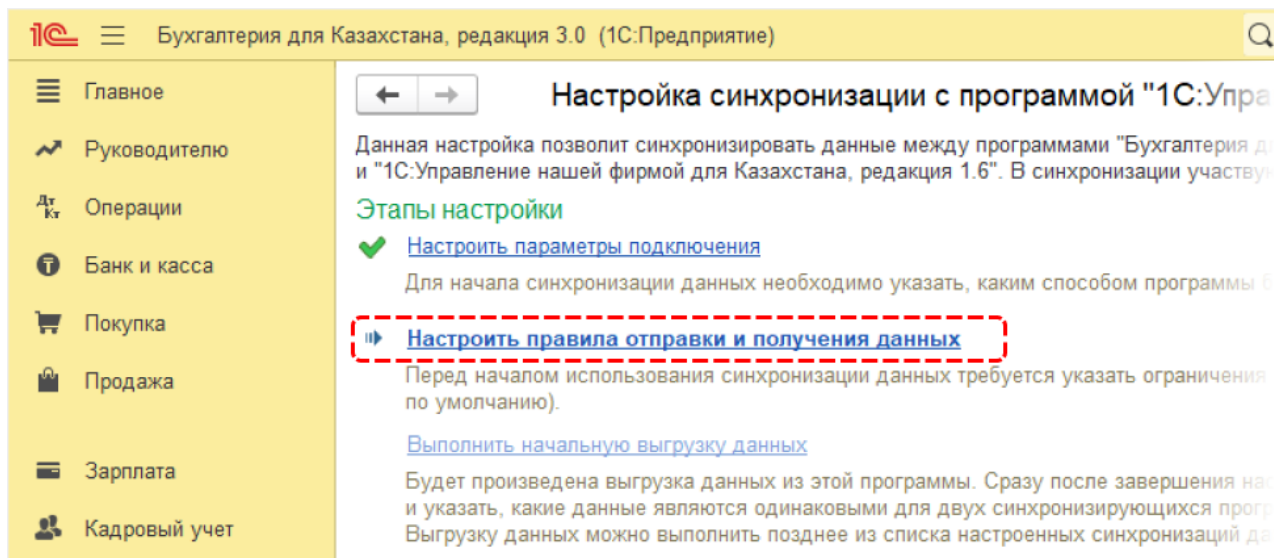 1С Бухгалтерия для Казахстана, редакция 3.0 (1С:Предприятие)
Главное
Руководителю
Дт Кт Операции
Банк и касса
Покупка
Продажа
Зарплата
Кадровый учет
Настройка синхронизации с программой "1С:Упра
Данная настройка позволит синхронизировать данные между программами "Бухгалтерия д
и "1С:Управление нашей фирмой для Казахстана, редакция 1.6". В синхронизации участву
Этапы настройки
Настроить параметры подключения
Для начала синхронизации данных необходимо указать, каким способом программы б
Настроить правила отправки и получения данных
Перед началом использования синхронизации данных требуется указать ограничения
по умолчанию).
Выполнить начальную выгрузку данных
Будет произведена выгрузка данных из этой программы. Сразу после завершения нас
и указать, какие данные являются одинаковыми для двух синхронизирующихся прогр
Выгрузку данных можно выполнить позднее из списка настроенных синхронизаций да